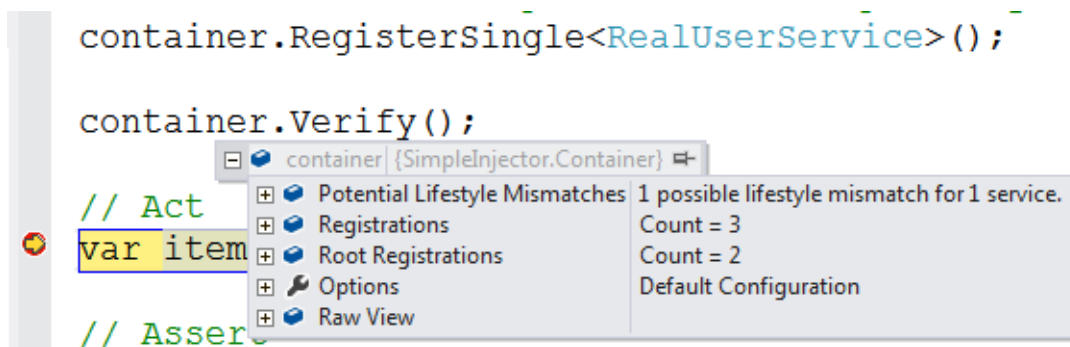 container.RegisterSingle<RealUserService>();
container.Verify();
container {SimpleInjector.Container}
// Act
Potential Lifestyle Mismatches 1 possible lifestyle mismatch for 1 service.
Registrations Count = 3
var item
Root Registrations Count = 2
Options Default Configuration
Raw View
// Assert